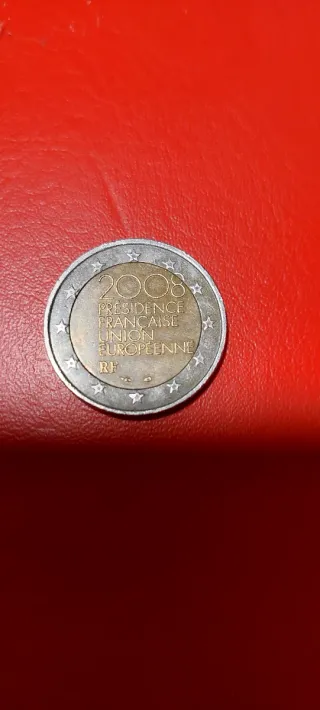 2008
PRÉSIDENCE
FRANÇAISE
UNION
EUROPÉENNE
RF